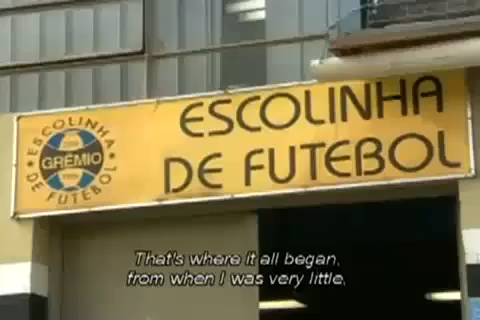 ESCOLINHA
DE FUTEBOL
ESCOLINHA
GRÊMIO
DE FUTEBOL
That's where it all began,
from when I was very little.